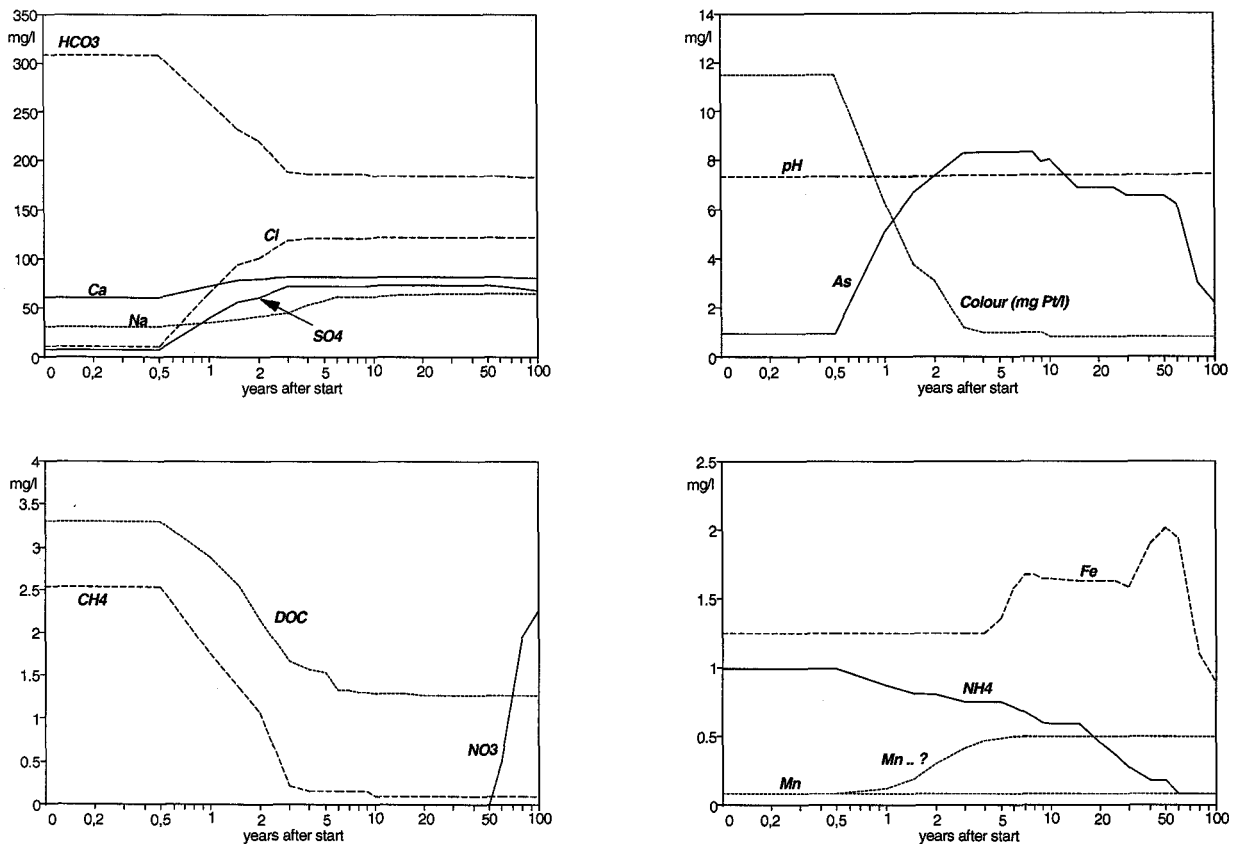 350
mg/l
300
250
200
150
100
50
0
HCO3
Cl
Ca
Na
SO4
0 0,2 0,5 1 2 5 10 20 50 100
years after start
14
mg/l
12
10
8
6
4
2
0
pH
As
Colour (mg Pt/l)
0 0,2 0,5 1 2 5 10 20 50 100
years after start
4
mg/l
3.5
3
2.5
2
1.5
1
0.5
0
CH4
DOC
NO3
0 0,2 0,5 1 2 5 10 20 50 100
years after start
2.5
mg/l
2
1.5
1
0.5
0
Fe
NH4
Mn .. ?
Mn
0 0,2 0,5 1 2 5 10 20 50 100
years after start